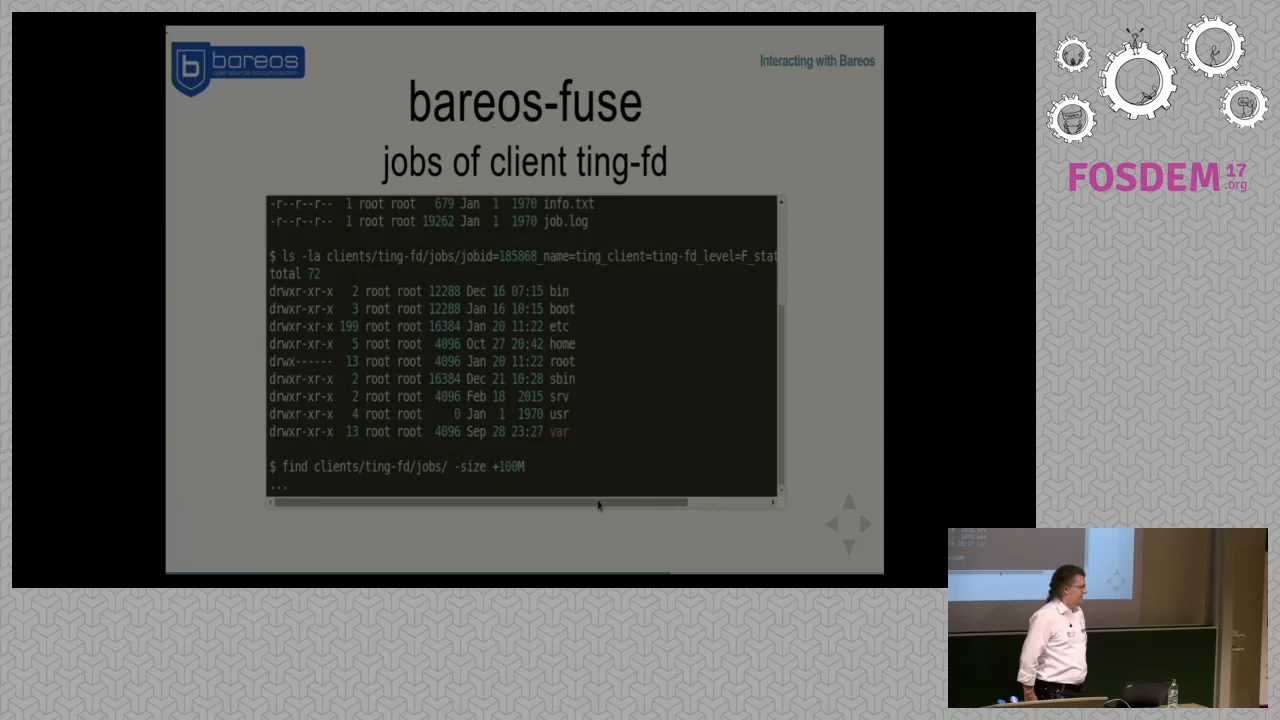 bareos
Interacting with Bareos
bareos-fuse
jobs of client ting-fd
-r--r--r-- 1 root root 679 Jan 1 1970 info.txt
-r--r--r-- 1 root root 19262 Jan 1 1970 job.log
$ ls -la clients/ting-fd/jobs/jobid=185868_name=ting_client=ting-fd_level=F_stat
total 72
drwxr-xr-x 2 root root 12288 Dec 16 07:15 bin
drwxr-xr-x 3 root root 12288 Jan 16 10:15 boot
drwxr-xr-x 199 root root 16384 Jan 20 11:22 etc
drwxr-xr-x 5 root root 4096 Oct 27 20:42 home
drwx------ 13 root root 4096 Jan 20 11:22 root
drwxr-xr-x 2 root root 16384 Dec 21 10:28 sbin
drwxr-xr-x 2 root root 4096 Feb 18 2015 srv
drwxr-xr-x 4 root root 0 Jan 1 1970 usr
drwxr-xr-x 13 root root 4096 Sep 28 23:27 var
$ find clients/ting-fd/jobs/ -size +100M
...
FOSDEM 17
.org